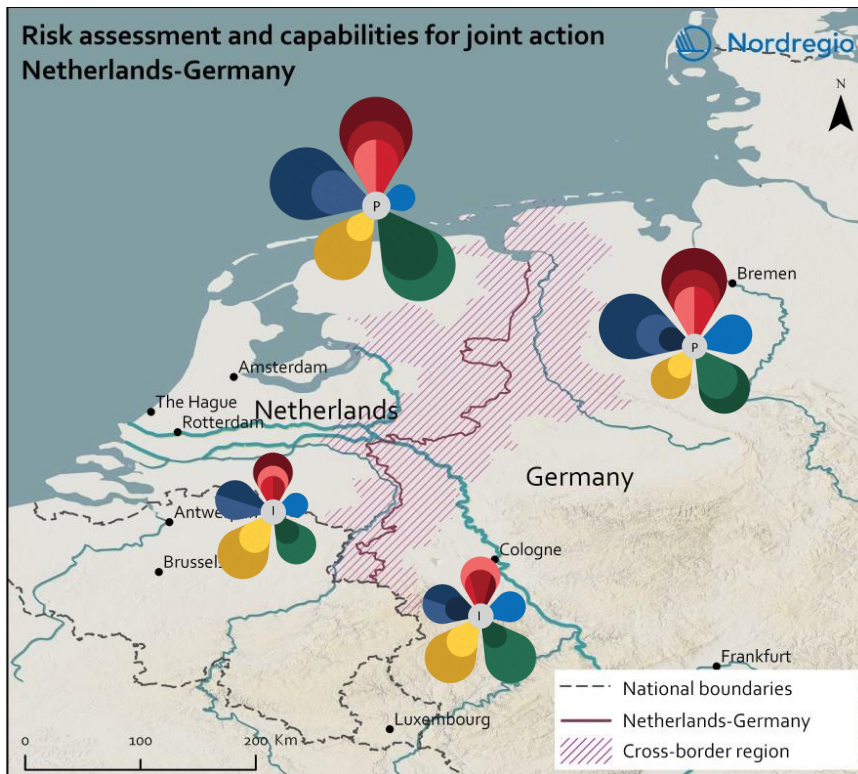 Risk assessment and capabilities for joint action
Netherlands-Germany
Nordregio
N
P
P
Bremen
Amsterdam
The Hague
Netherlands
Rotterdam
Germany
I
Brussels
Cologne
I
Frankfurt
Luxembourg
National boundaries
Netherlands-Germany
Cross-border region
0 100 200 Km